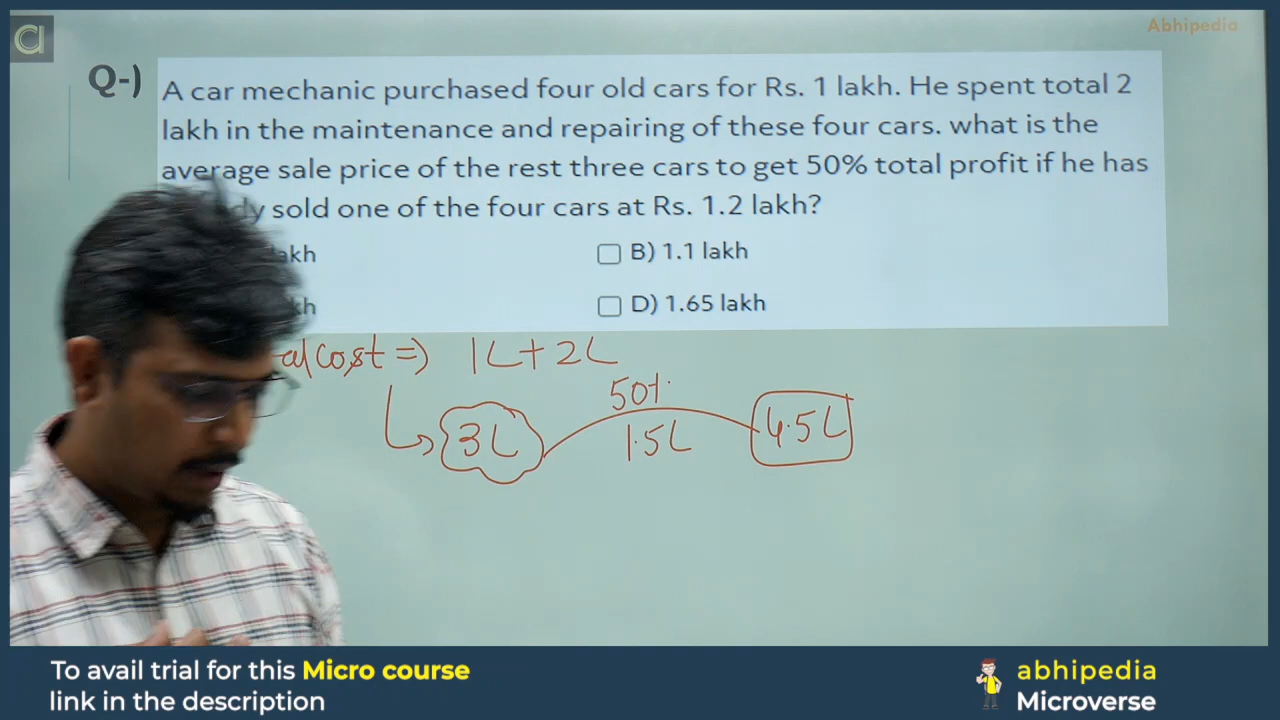 Abhipedia
Q-)
A car mechanic purchased four old cars for Rs. 1 lakh. He spent total 2
lakh in the maintenance and repairing of these four cars. what is the
average sale price of the rest three cars to get 50% total profit if he has
sold one of the four cars at Rs. 1.2 lakh?
B) 1.1 lakh
D) 1.65 lakh
Cost => 1L + 2L
50%
3L 1.5L 4.5L
To avail trial for this Micro course
link in the description
abhipedia
Microverse